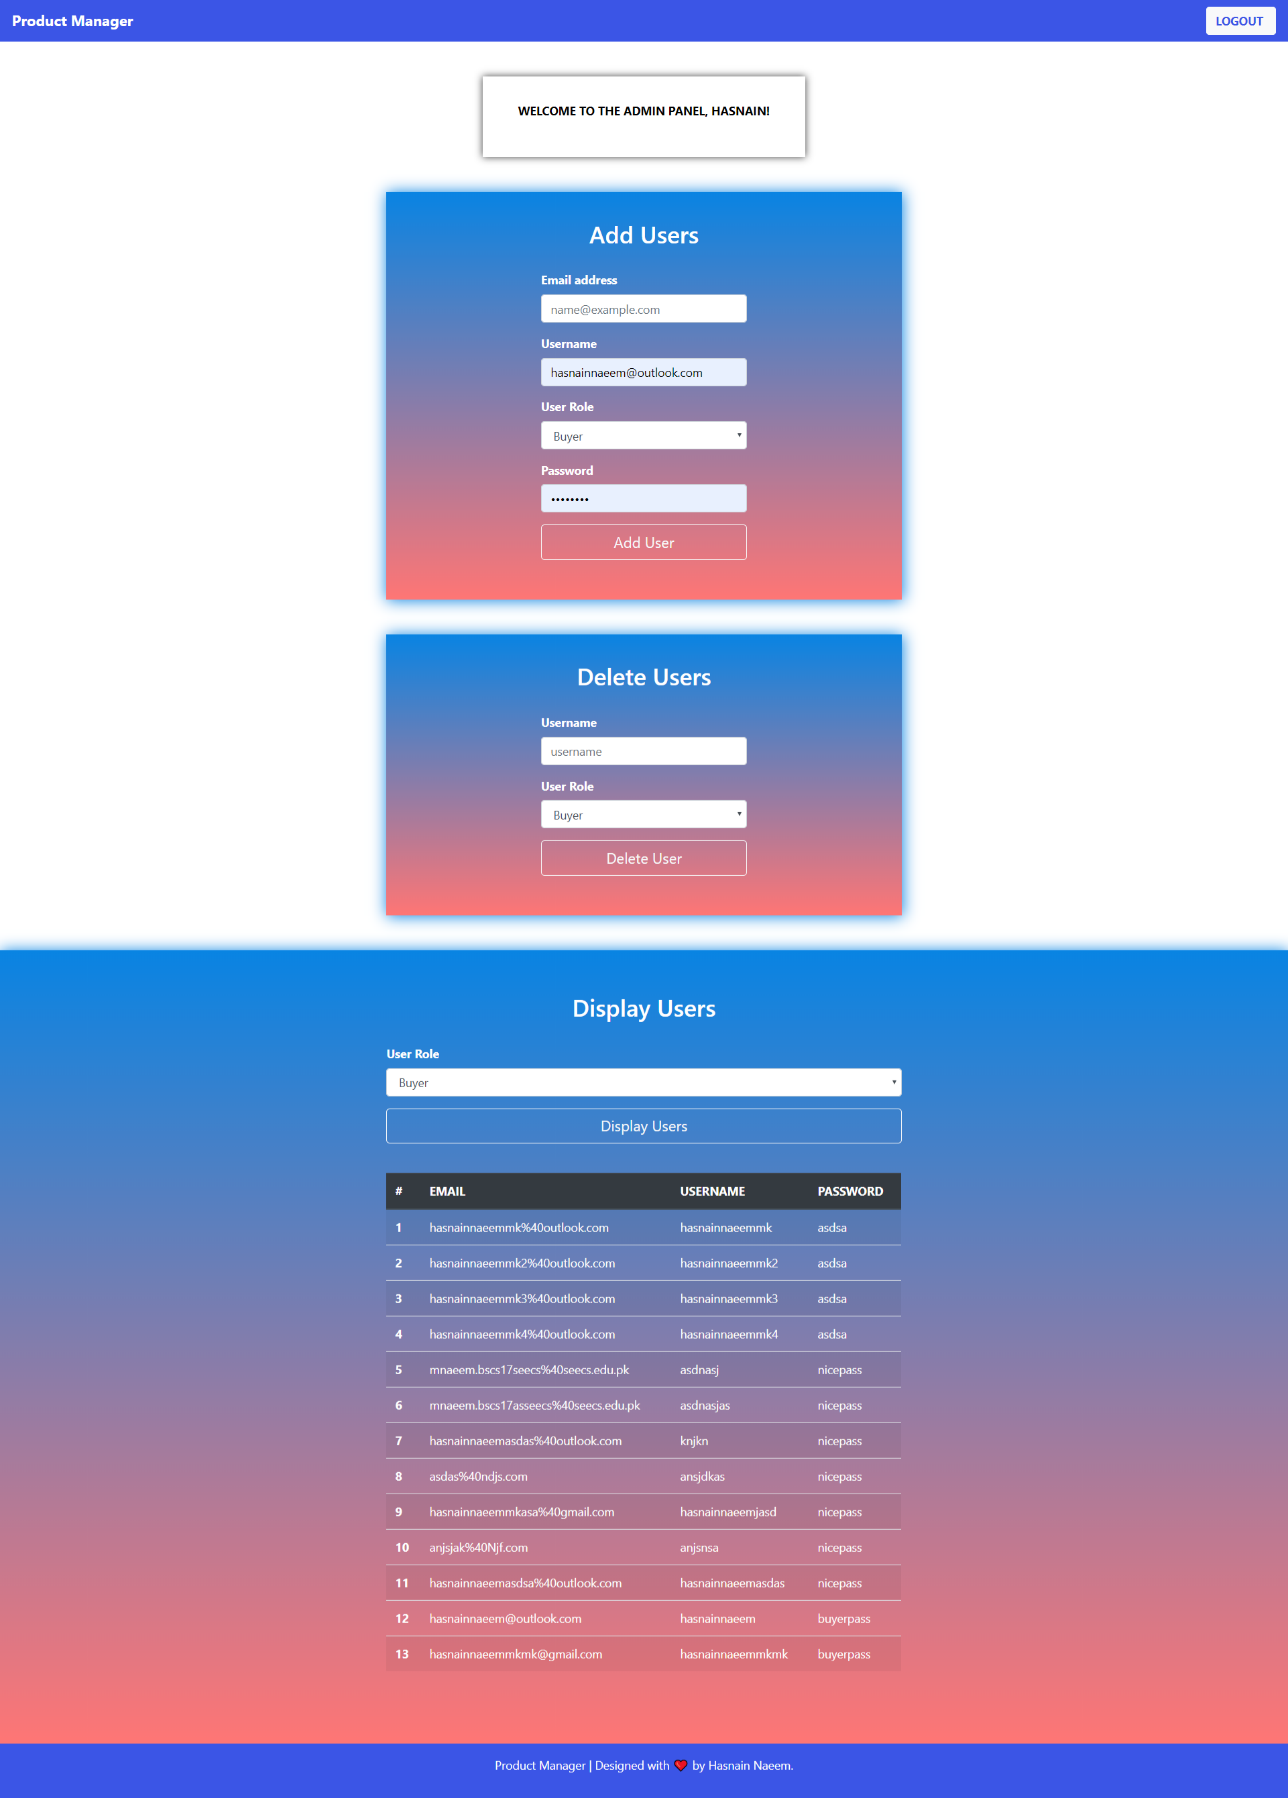 Product Manager LOGOUT
WELCOME TO THE ADMIN PANEL, HASNAIN!
Add Users
Email address
name@example.com
Username
hasnainnaeem@outlook.com
User Role
Buyer
Password
••••••••
Add User
Delete Users
Username
username
User Role
Buyer
Delete User
Display Users
User Role
Buyer
Display Users
# EMAIL USERNAME PASSWORD
1 hasnainnaeemmk%40outlook.com hasnainnaeemmk asdsa
2 hasnainnaeemmk2%40outlook.com hasnainnaeemmk2 asdsa
3 hasnainnaeemmk3%40outlook.com hasnainnaeemmk3 asdsa
4 hasnainnaeemmk4%40outlook.com hasnainnaeemmk4 asdsa
5 mnaeem.bscs17seecs%40seecs.edu.pk asdnasj nicepass
6 mnaeem.bscs17asseecs%40seecs.edu.pk asdnasjas nicepass
7 hasnainnaeemasdas%40outlook.com knjkn nicepass
8 asdas%40ndjs.com ansjdkas nicepass
9 hasnainnaeemmkasa%40gmail.com hasnainnaeemjasd nicepass
10 anjsjak%40Njf.com anjsnsa nicepass
11 hasnainnaeemasdsa%40outlook.com hasnainnaeemasdas nicepass
12 hasnainnaeem@outlook.com hasnainnaeem buyerpass
13 hasnainnaeemmkmk@gmail.com hasnainnaeemmkmk buyerpass
Product Manager | Designed with ❤ by Hasnain Naeem.